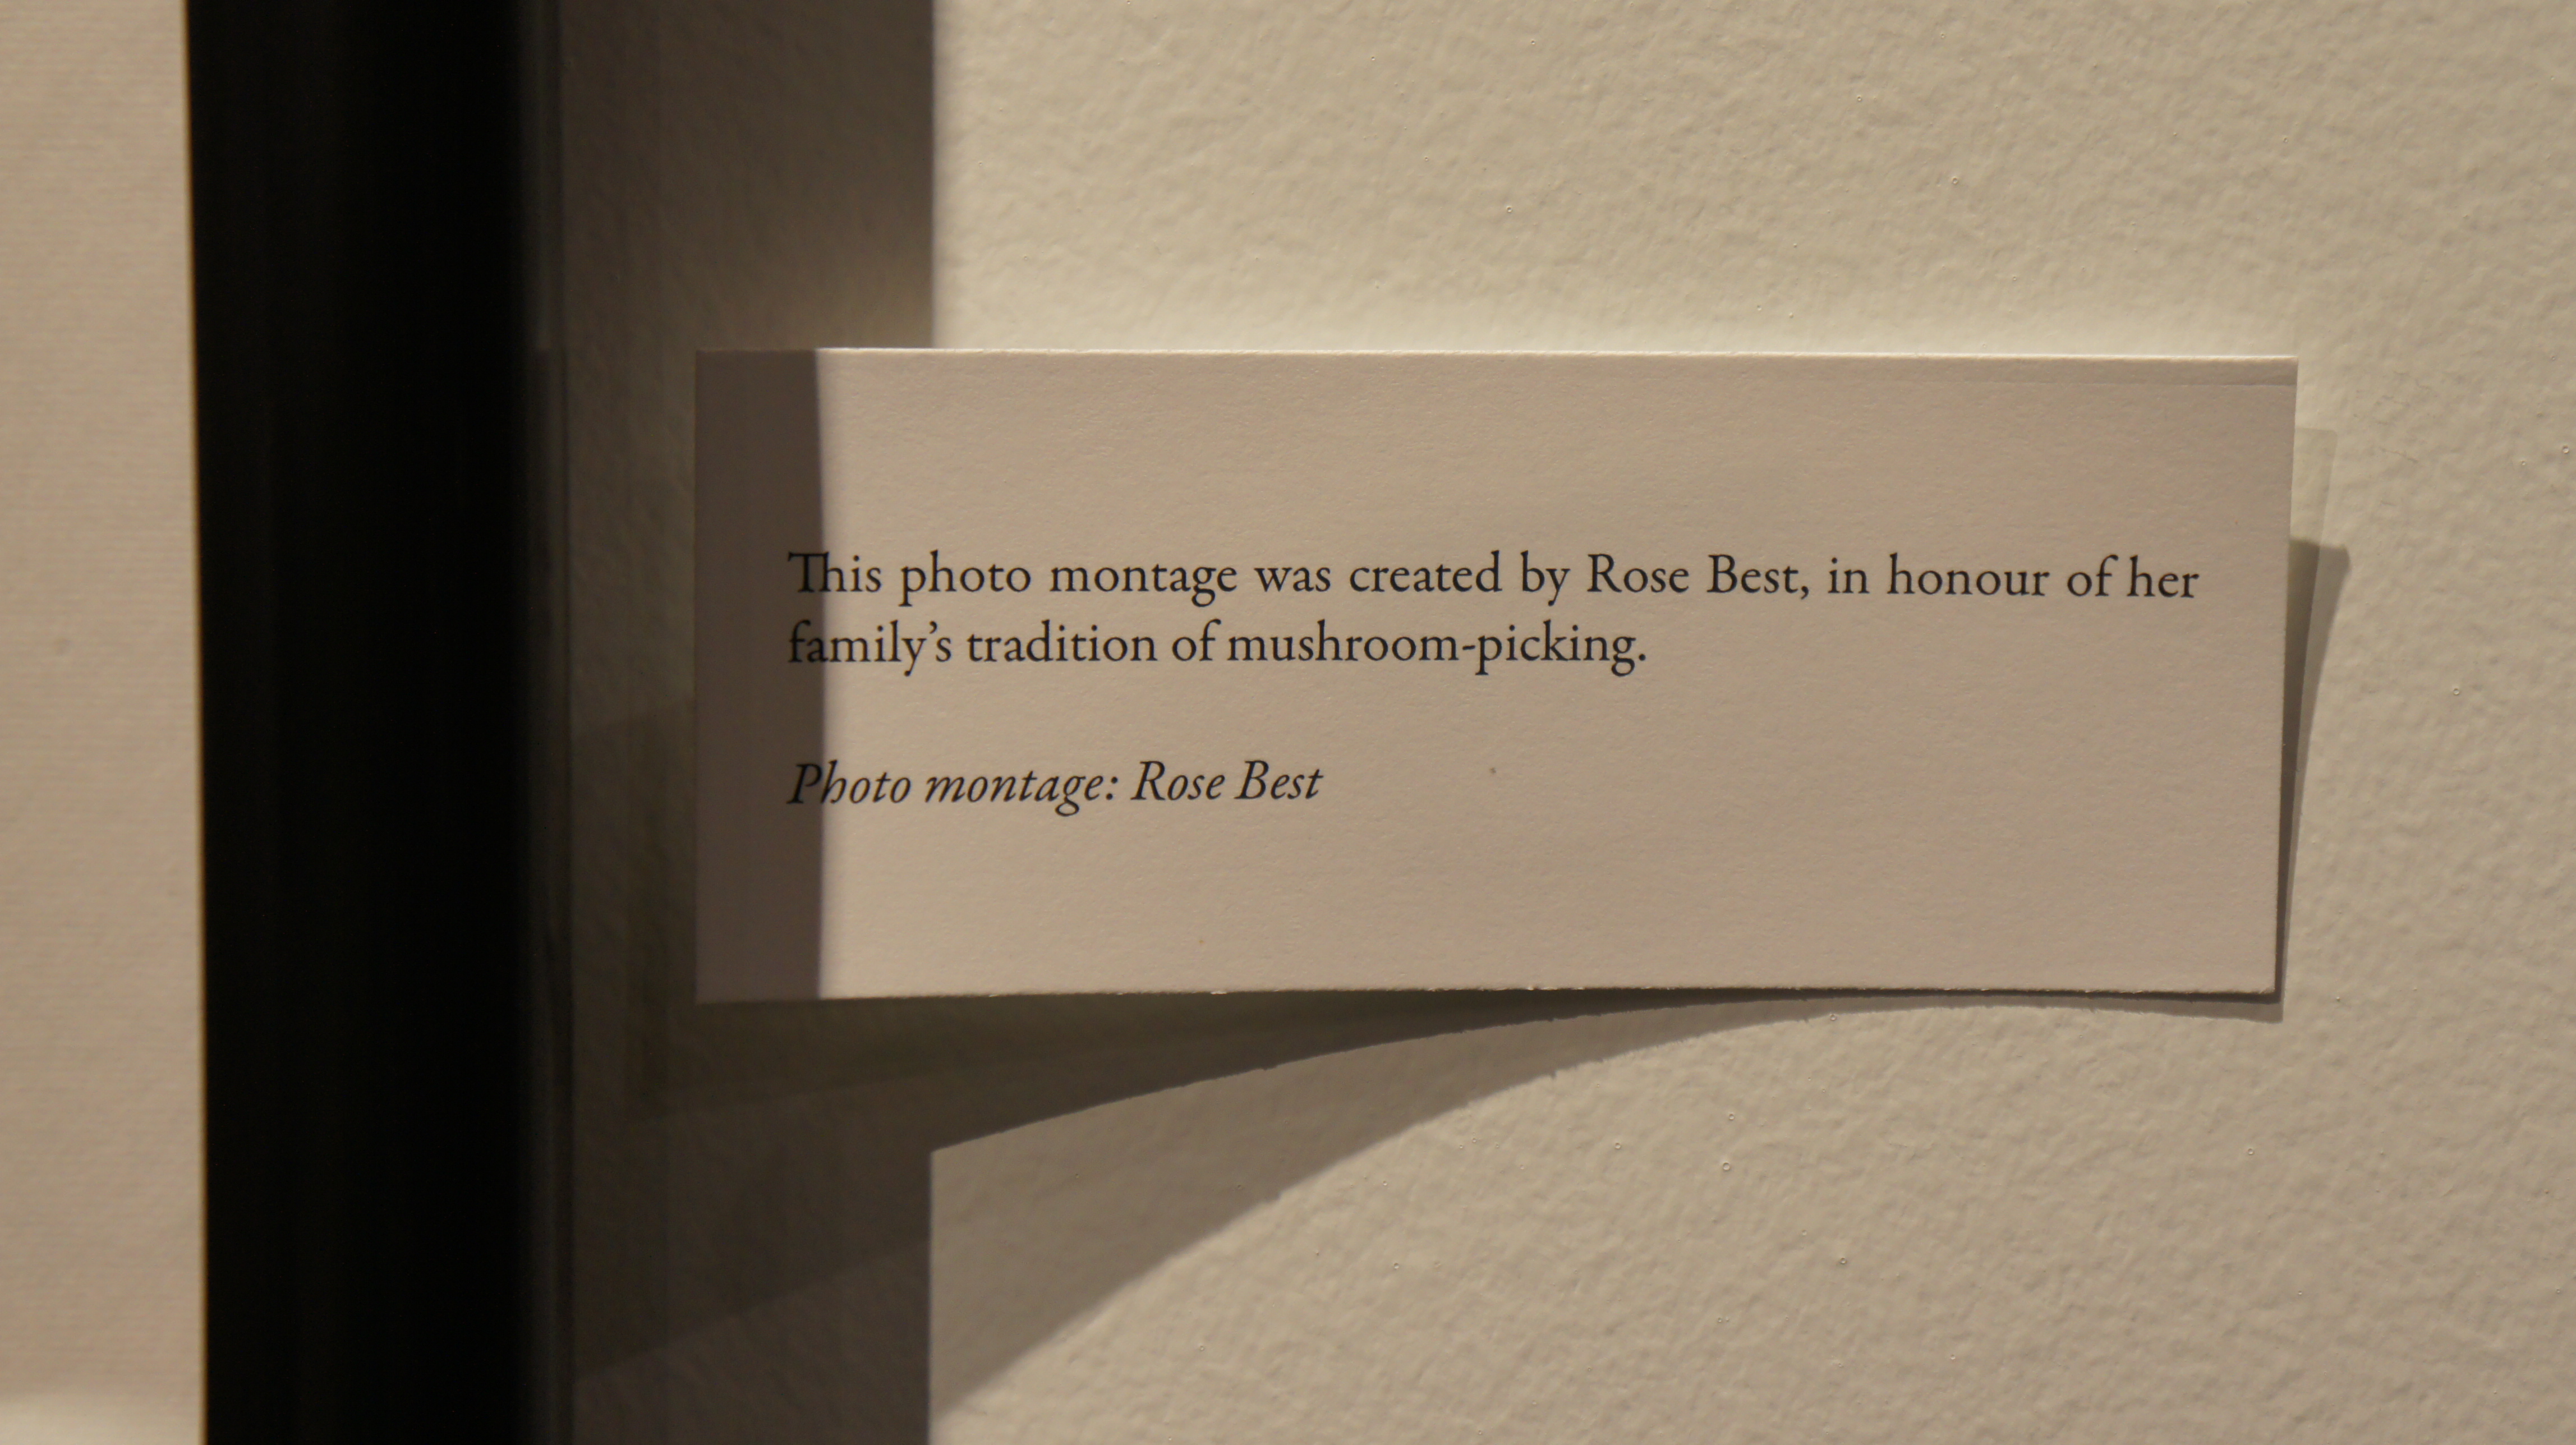 This photo montage was created by Rose Best, in honour of her
family’s tradition of mushroom-picking.
Photo montage: Rose Best